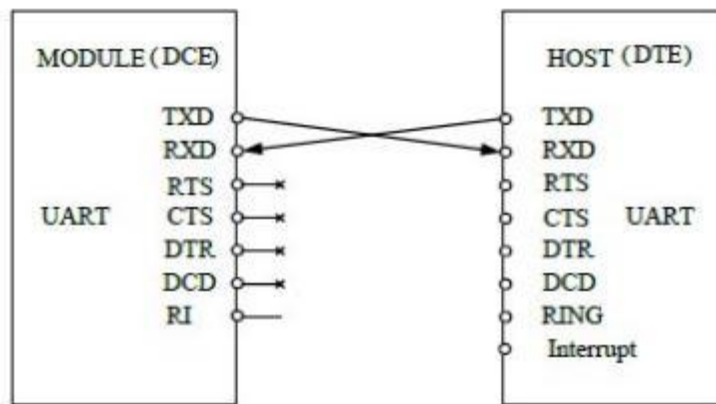 MODULE (DCE)
TXD
RXD
RTS
UART
CTS
DTR
DCD
RI
HOST (DTE)
TXD
RXD
RTS
CTS
UART
DTR
DCD
RING
Interrupt